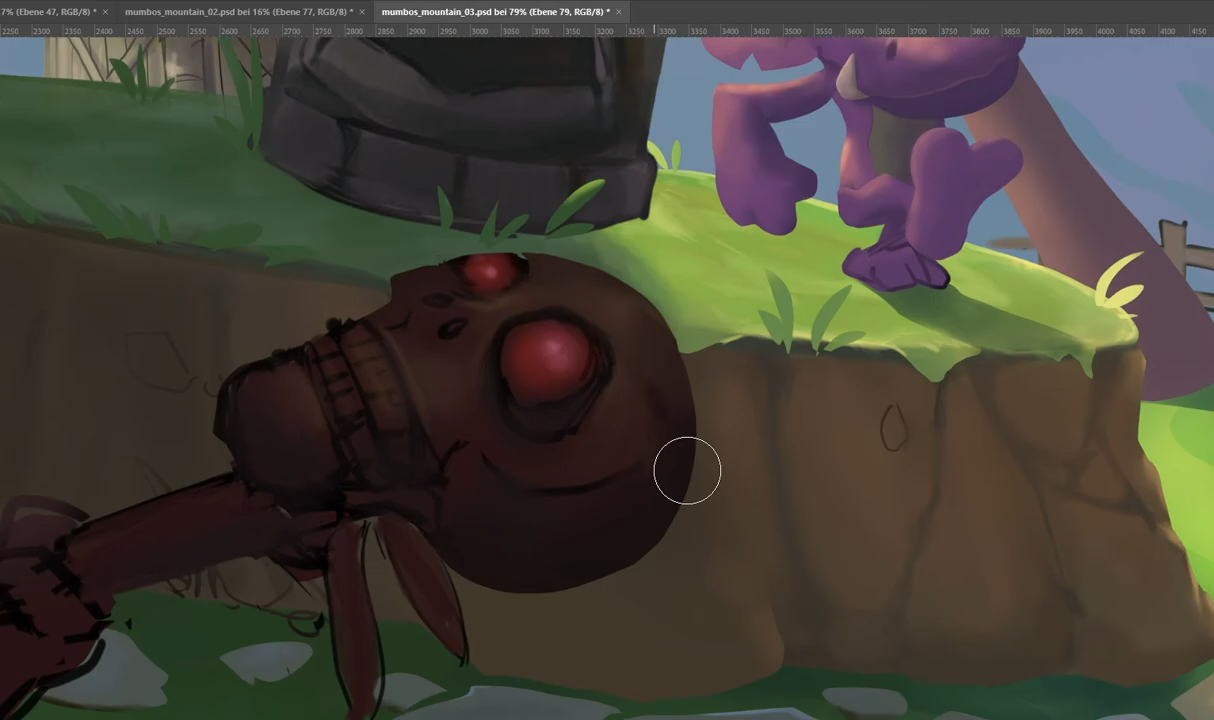 7% (Ebene 47, RGB/8) * × mumbos_mountain_02.psd bei 16% (Ebene 77, RGB/8) * × mumbos_mountain_03.psd bei 79% (Ebene 79, RGB/8) * ×
2250 2300 2350 2400 2450 2500 2550 2600 2650 2700 2750 2800 2850 2900 2950 3000 3050 3100 3150 3200 3250 3300 3350 3400 3450 3500 3550 3600 3650 3700 3750 3800 3850 3900 3950 4000 4050 4100 4150